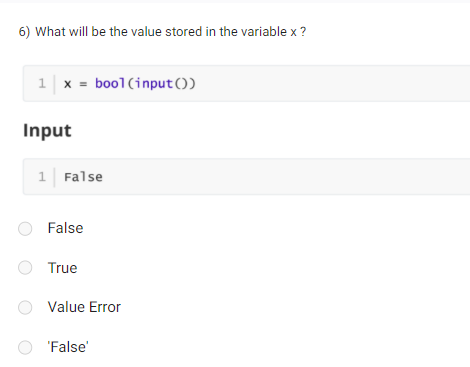 6) What will be the value stored in the variable x ?
1 x = bool(input())
Input
1 False
False
True
Value Error
'False'